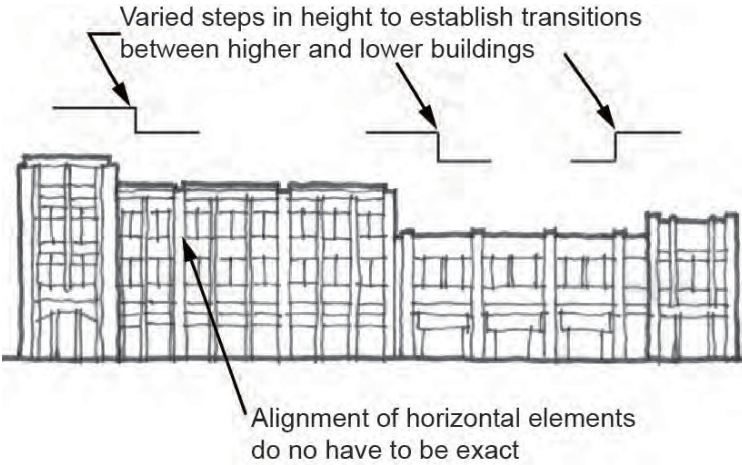 Varied steps in height to establish transitions
between higher and lower buildings
Alignment of horizontal elements
do no have to be exact